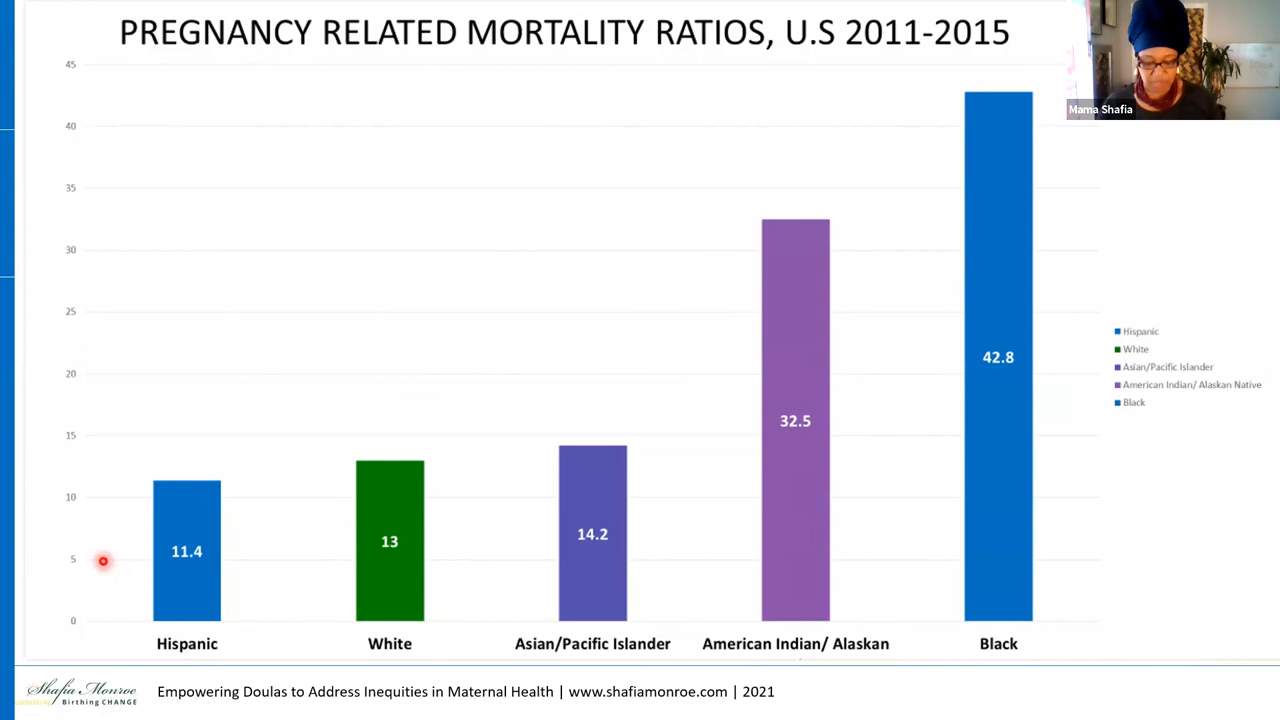 PREGNANCY RELATED MORTALITY RATIOS, U.S 2011-2015
Mama Shafia
45
40
35
30
25
20
15
10
5
0
11.4
13
14.2
32.5
42.8
Hispanic
White
Asian/Pacific Islander
American Indian/ Alaskan
Black
Hispanic
White
Asian/Pacific Islander
American Indian/ Alaskan Native
Black
Shafia Monroe
Birthing CHANGE
Empowering Doulas to Address Inequities in Maternal Health | www.shafiamonroe.com | 2021